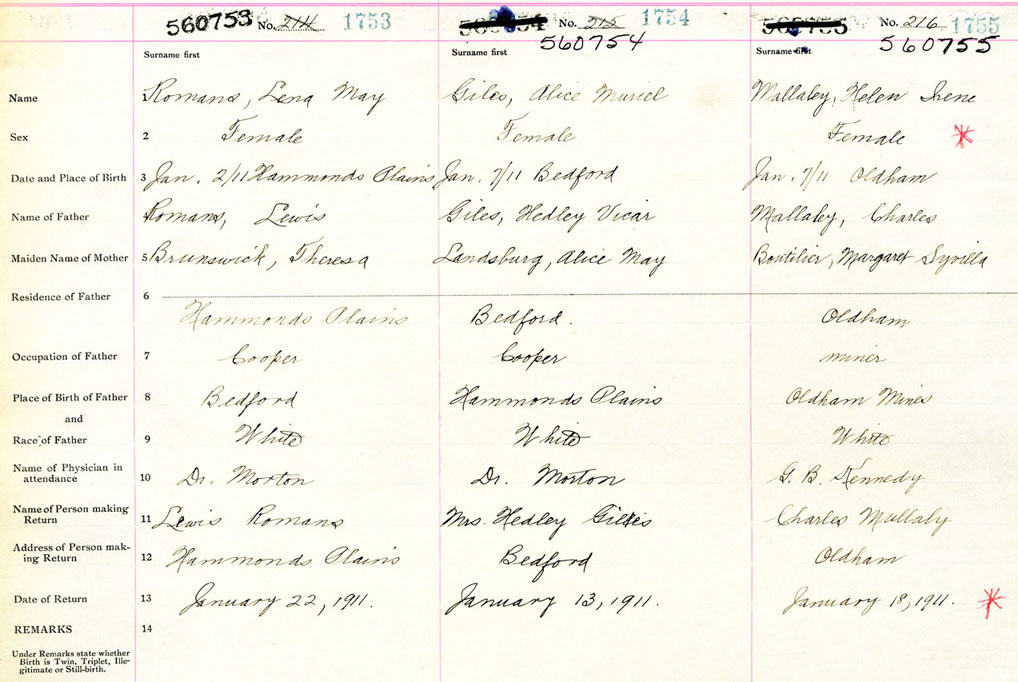 560753 No. 214 1753 No. 215 1754 No. 216 1755
560754 560755
Surname first Surname first Surname first
Name 1 Romans, Lena May Giles, Alice Muriel Mallaley, Helen Irene
Sex 2 Female Female Female
Date and Place of Birth 3 Jan. 2/11 Hammonds Plains Jan. 7/11 Bedford Jan. 7/11 Oldham
Name of Father Romans, Lewis Giles, Hedley Vicar Mallaley, Charles
Maiden Name of Mother 5 Brunswick, Theresa Landsburg, Alice May Boutilier, Margaret Syvilla
Residence of Father 6
Hammonds Plains Bedford. Oldham
Occupation of Father 7 Cooper Cooper miner
Place of Birth of Father 8 Bedford Hammonds Plains Oldham Mines
and
Race of Father 9 White White White
Name of Physician in
attendance 10 Dr. Morton Dr. Morton G. B. Kennedy
Name of Person making
Return 11 Lewis Romans Mrs. Hedley Charles Mullaly
Address of Person mak-
ing Return 12 Hammonds Plains Bedford Oldham
Date of Return 13 January 22, 1911. January 13, 1911. January 18, 1911.
REMARKS 14
Under Remarks state whether
Birth is Twin, Triplet, Ille-
gitimate or Still-birth.